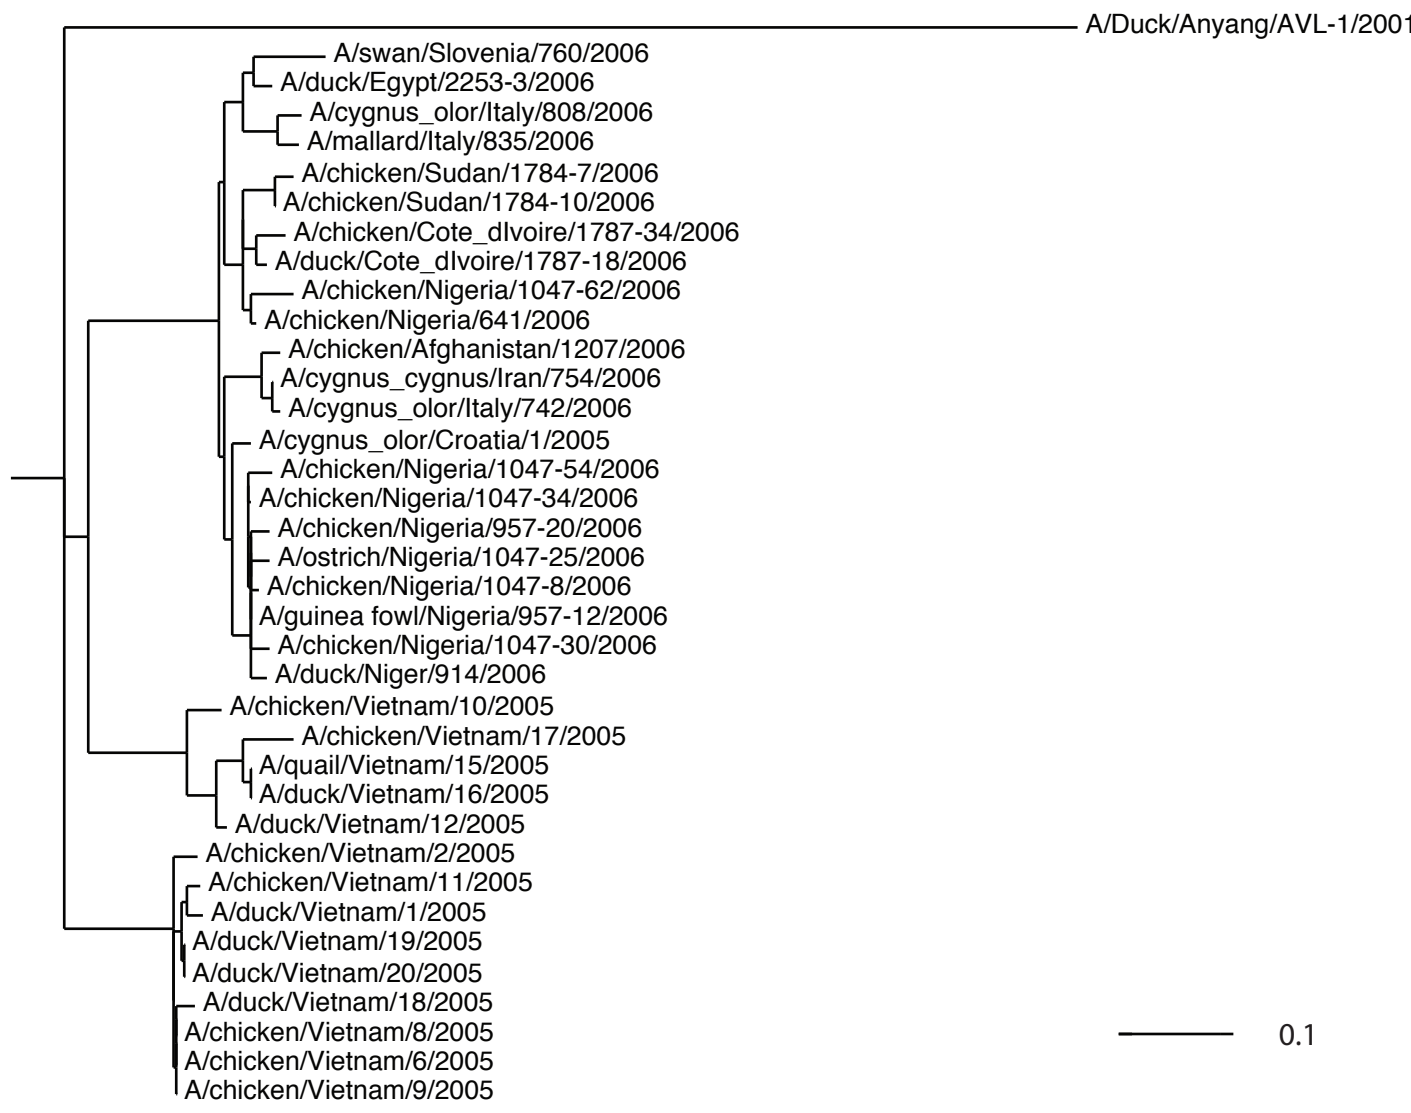 A/Duck/Anyang/AVL-1/2001
A/swan/Slovenia/760/2006
A/duck/Egypt/2253-3/2006
A/cygnus_olor/Italy/808/2006
A/mallard/Italy/835/2006
A/chicken/Sudan/1784-7/2006
A/chicken/Sudan/1784-10/2006
A/chicken/Cote_dIvoire/1787-34/2006
A/duck/Cote_dIvoire/1787-18/2006
A/chicken/Nigeria/1047-62/2006
A/chicken/Nigeria/641/2006
A/chicken/Afghanistan/1207/2006
A/cygnus_cygnus/Iran/754/2006
A/cygnus_olor/Italy/742/2006
A/cygnus_olor/Croatia/1/2005
A/chicken/Nigeria/1047-54/2006
A/chicken/Nigeria/1047-34/2006
A/chicken/Nigeria/957-20/2006
A/ostrich/Nigeria/1047-25/2006
A/chicken/Nigeria/1047-8/2006
A/guinea fowl/Nigeria/957-12/2006
A/chicken/Nigeria/1047-30/2006
A/duck/Niger/914/2006
A/chicken/Vietnam/10/2005
A/chicken/Vietnam/17/2005
A/quail/Vietnam/15/2005
A/duck/Vietnam/16/2005
A/duck/Vietnam/12/2005
A/chicken/Vietnam/2/2005
A/chicken/Vietnam/11/2005
A/duck/Vietnam/1/2005
A/duck/Vietnam/19/2005
A/duck/Vietnam/20/2005
A/duck/Vietnam/18/2005
A/chicken/Vietnam/8/2005
0.1
A/chicken/Vietnam/6/2005
A/chicken/Vietnam/9/2005